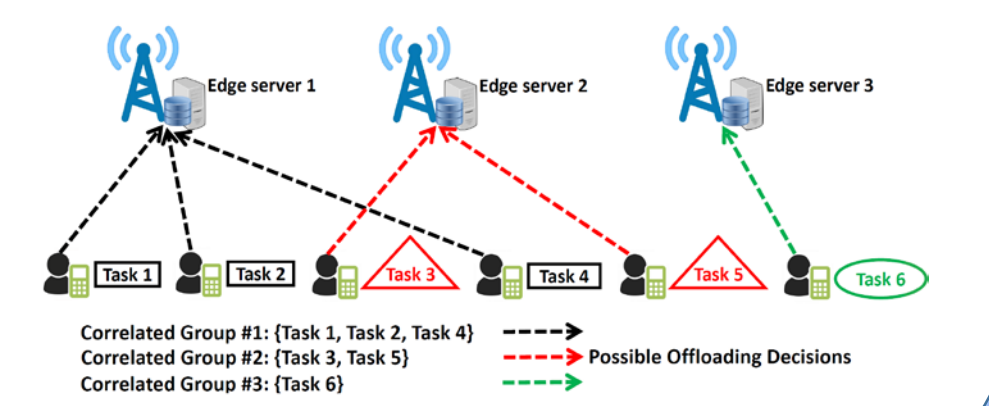 Edge server 1
Edge server 2
Edge server 3
Task 1
Task 2
Task 3
Task 4
Task 5
Task 6
Correlated Group #1: {Task 1, Task 2, Task 4}
Correlated Group #2: {Task 3, Task 5}
Possible Offloading Decisions
Correlated Group #3: {Task 6}